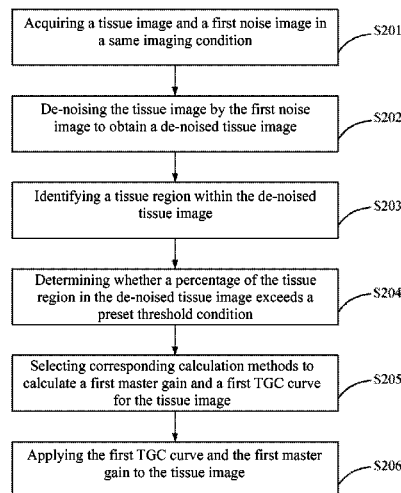 Acquiring a tissue image and a first noise image in
a same imaging condition
S201
De-noising the tissue image by the first noise
image to obtain a de-noised tissue image
S202
Identifying a tissue region within the de-noised
tissue image
S203
Determining whether a percentage of the tissue
region in the de-noised tissue image exceeds a
preset threshold condition
S204
Selecting corresponding calculation methods to
calculate a first master gain and a first TGC curve
for the tissue image
S205
Applying the first TGC curve and the first master
gain to the tissue image
S206